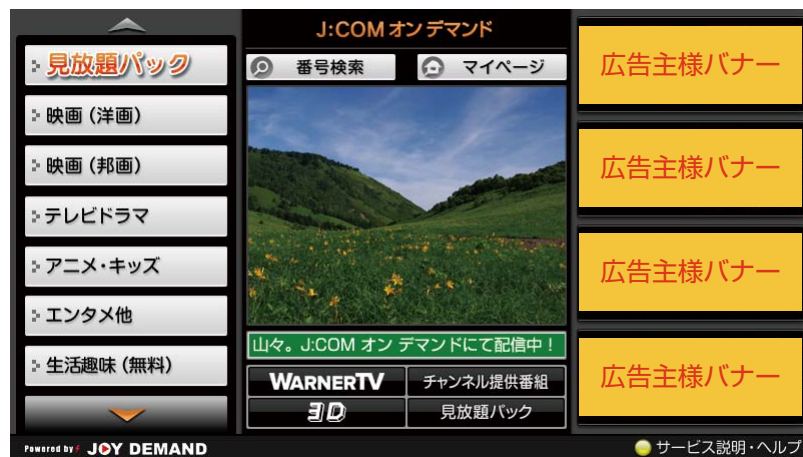 J:COM オン デマンド
見放題パック
映画 (洋画)
映画 (邦画)
テレビドラマ
アニメ・キッズ
エンタメ他
生活趣味 (無料)
番号検索
マイページ
山々。J:COM オン デマンドにて配信中！
WARNERTV
チャンネル提供番組
3D
見放題パック
広告主様バナー
広告主様バナー
広告主様バナー
広告主様バナー
Powered by JOY DEMAND
サービス説明・ヘルプ